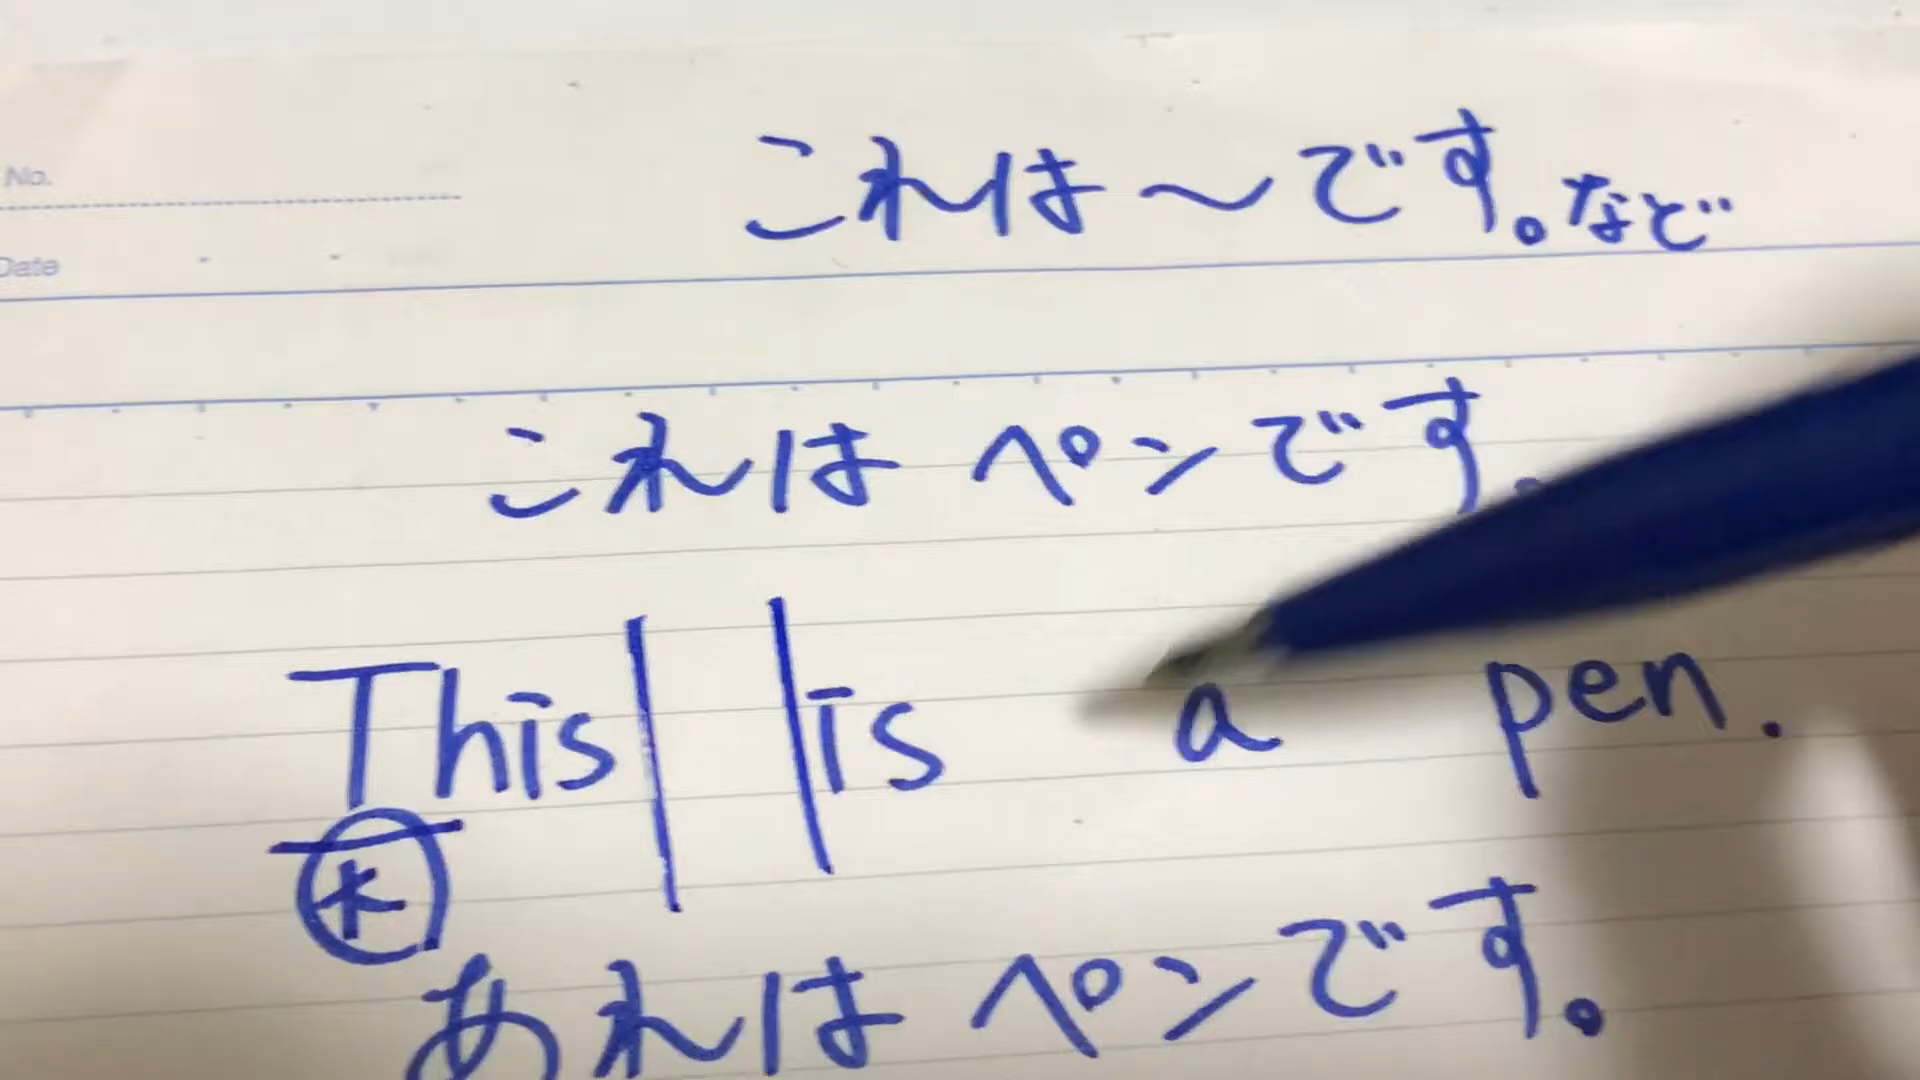 これは〜です。など
No.
Date
これはペンです。
This is a pen.
大
あれはペンです。